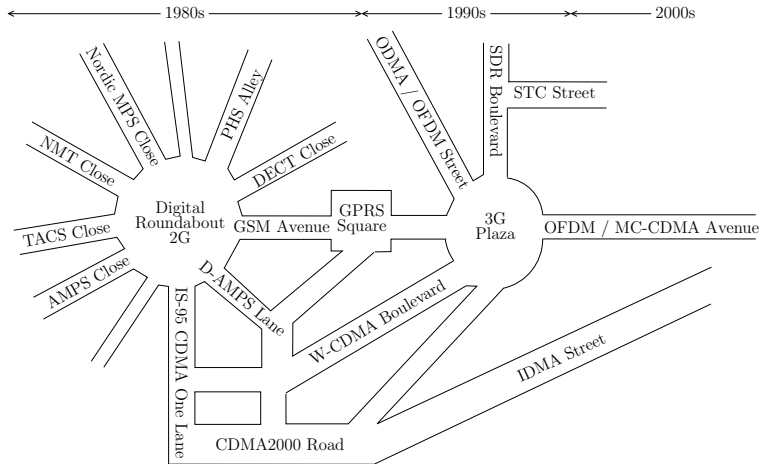 1980s
1990s
2000s
Nordic MPS Close
PHS Alley
ODMA / OFDM Street
SDR Boulevard
STC Street
NMT Close
DECT Close
Digital
Roundabout
2G
GSM Avenue
GPRS
Square
3G
Plaza
OFDM / MC-CDMA Avenue
TACS Close
AMPS Close
D-AMPS Lane
IS-95 CDMA One Lane
W-CDMA Boulevard
IDMA Street
CDMA2000 Road